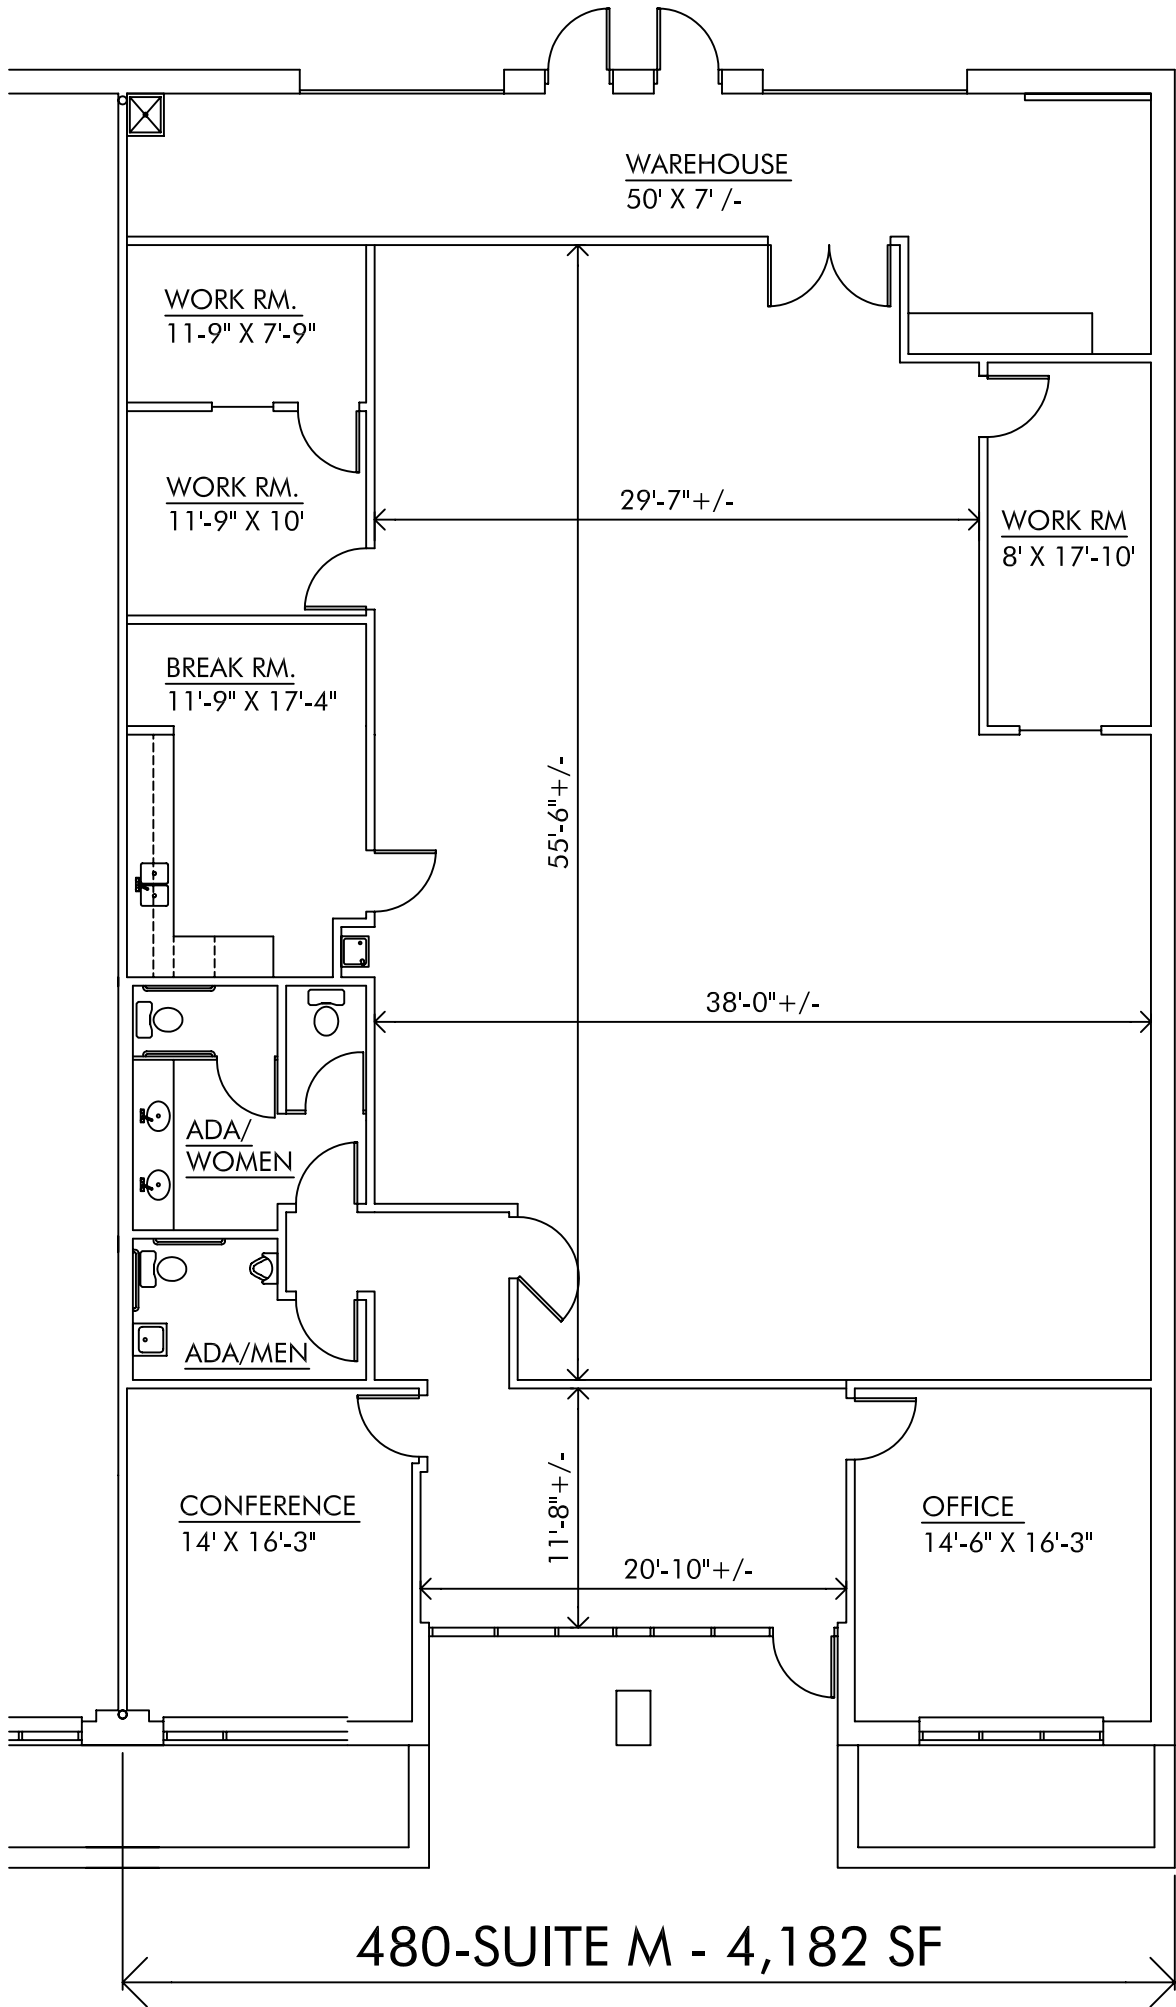 WAREHOUSE
50' X 7' /-
WORK RM.
11-9" X 7'-9"
WORK RM.
11'-9" X 10'
29'-7"+/-
WORK RM
8' X 17'-10'
BREAK RM.
11'-9" X 17'-4"
55'-6"+/-
38'-0"+/-
ADA/
WOMEN
ADA/MEN
CONFERENCE
14' X 16'-3"
11'-8"+/-
20'-10"+/-
OFFICE
14'-6" X 16'-3"
480-SUITE M - 4,182 SF